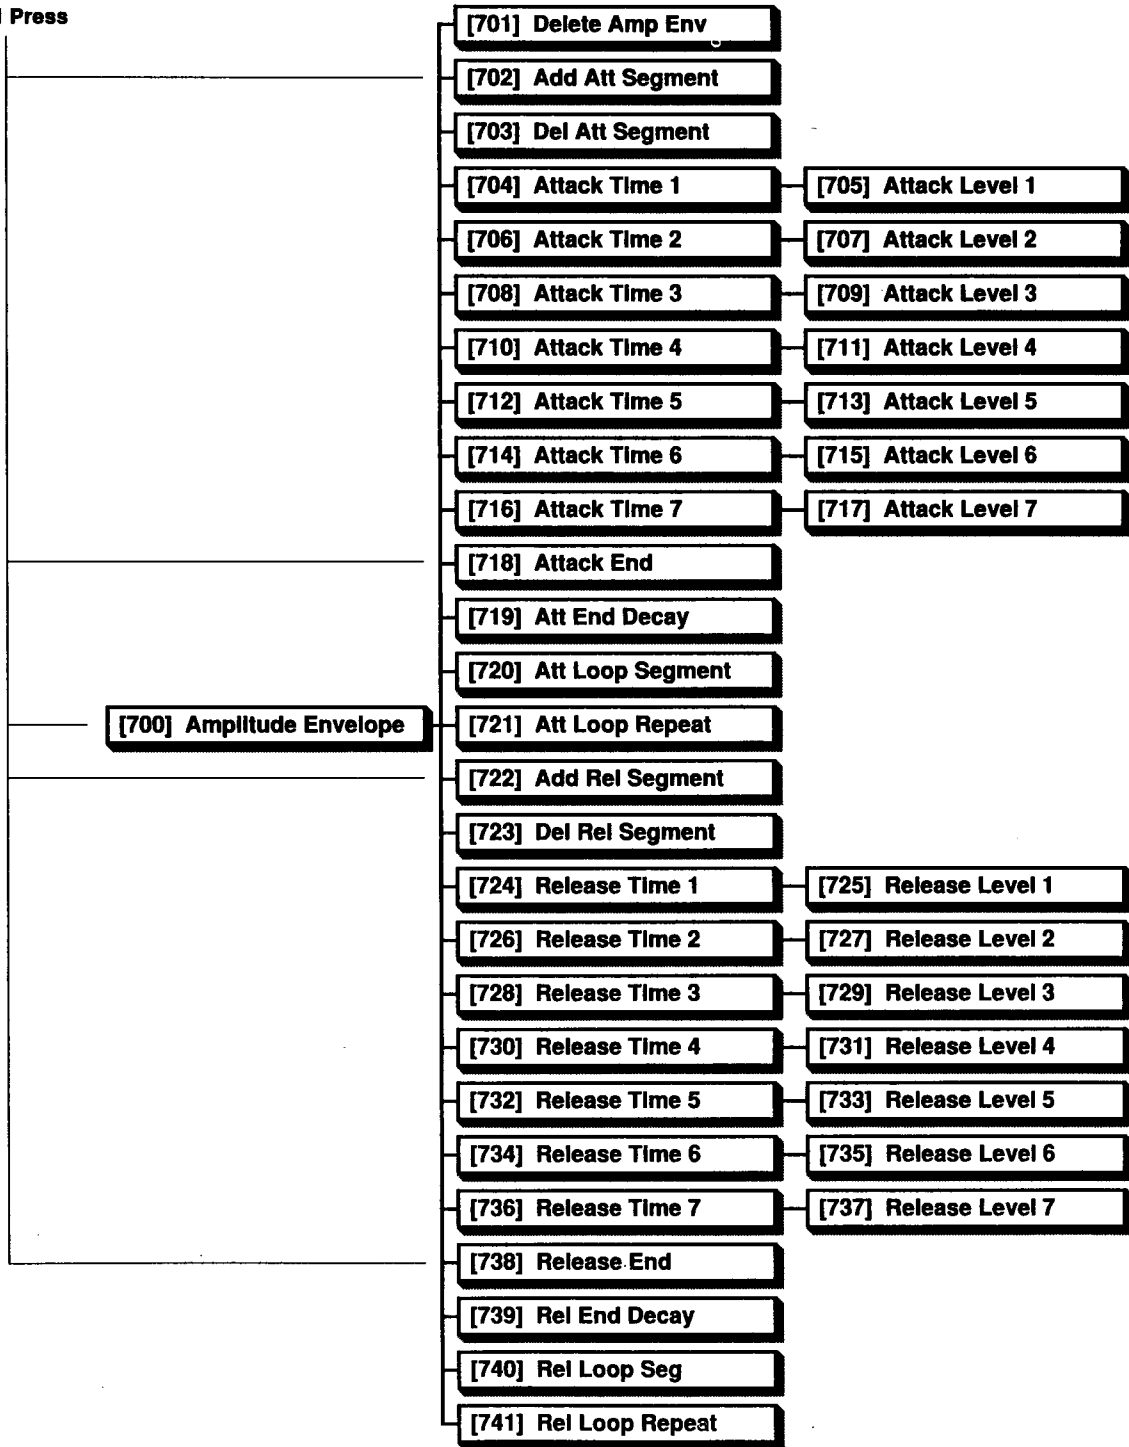 Press
[701] Delete Amp Env
[702] Add Att Segment
[703] Del Att Segment
[704] Attack Time 1 [705] Attack Level 1
[706] Attack Time 2 [707] Attack Level 2
[708] Attack Time 3 [709] Attack Level 3
[710] Attack Time 4 [711] Attack Level 4
[712] Attack Time 5 [713] Attack Level 5
[714] Attack Time 6 [715] Attack Level 6
[716] Attack Time 7 [717] Attack Level 7
[718] Attack End
[719] Att End Decay
[720] Att Loop Segment
[700] Amplitude Envelope [721] Att Loop Repeat
[722] Add Rel Segment
[723] Del Rel Segment
[724] Release Time 1 [725] Release Level 1
[726] Release Time 2 [727] Release Level 2
[728] Release Time 3 [729] Release Level 3
[730] Release Time 4 [731] Release Level 4
[732] Release Time 5 [733] Release Level 5
[734] Release Time 6 [735] Release Level 6
[736] Release Time 7 [737] Release Level 7
[738] Release End
[739] Rel End Decay
[740] Rel Loop Seg
[741] Rel Loop Repeat